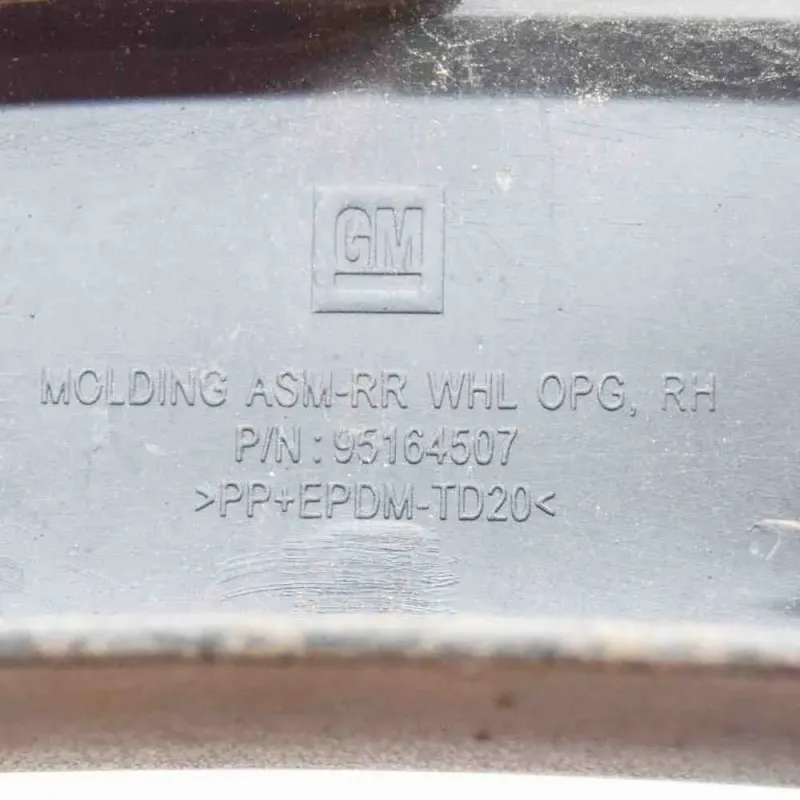 GM
MOLDING ASM-RR WHL OPG, RH
P/N : 95164507
>PP+EPDM-TD20<